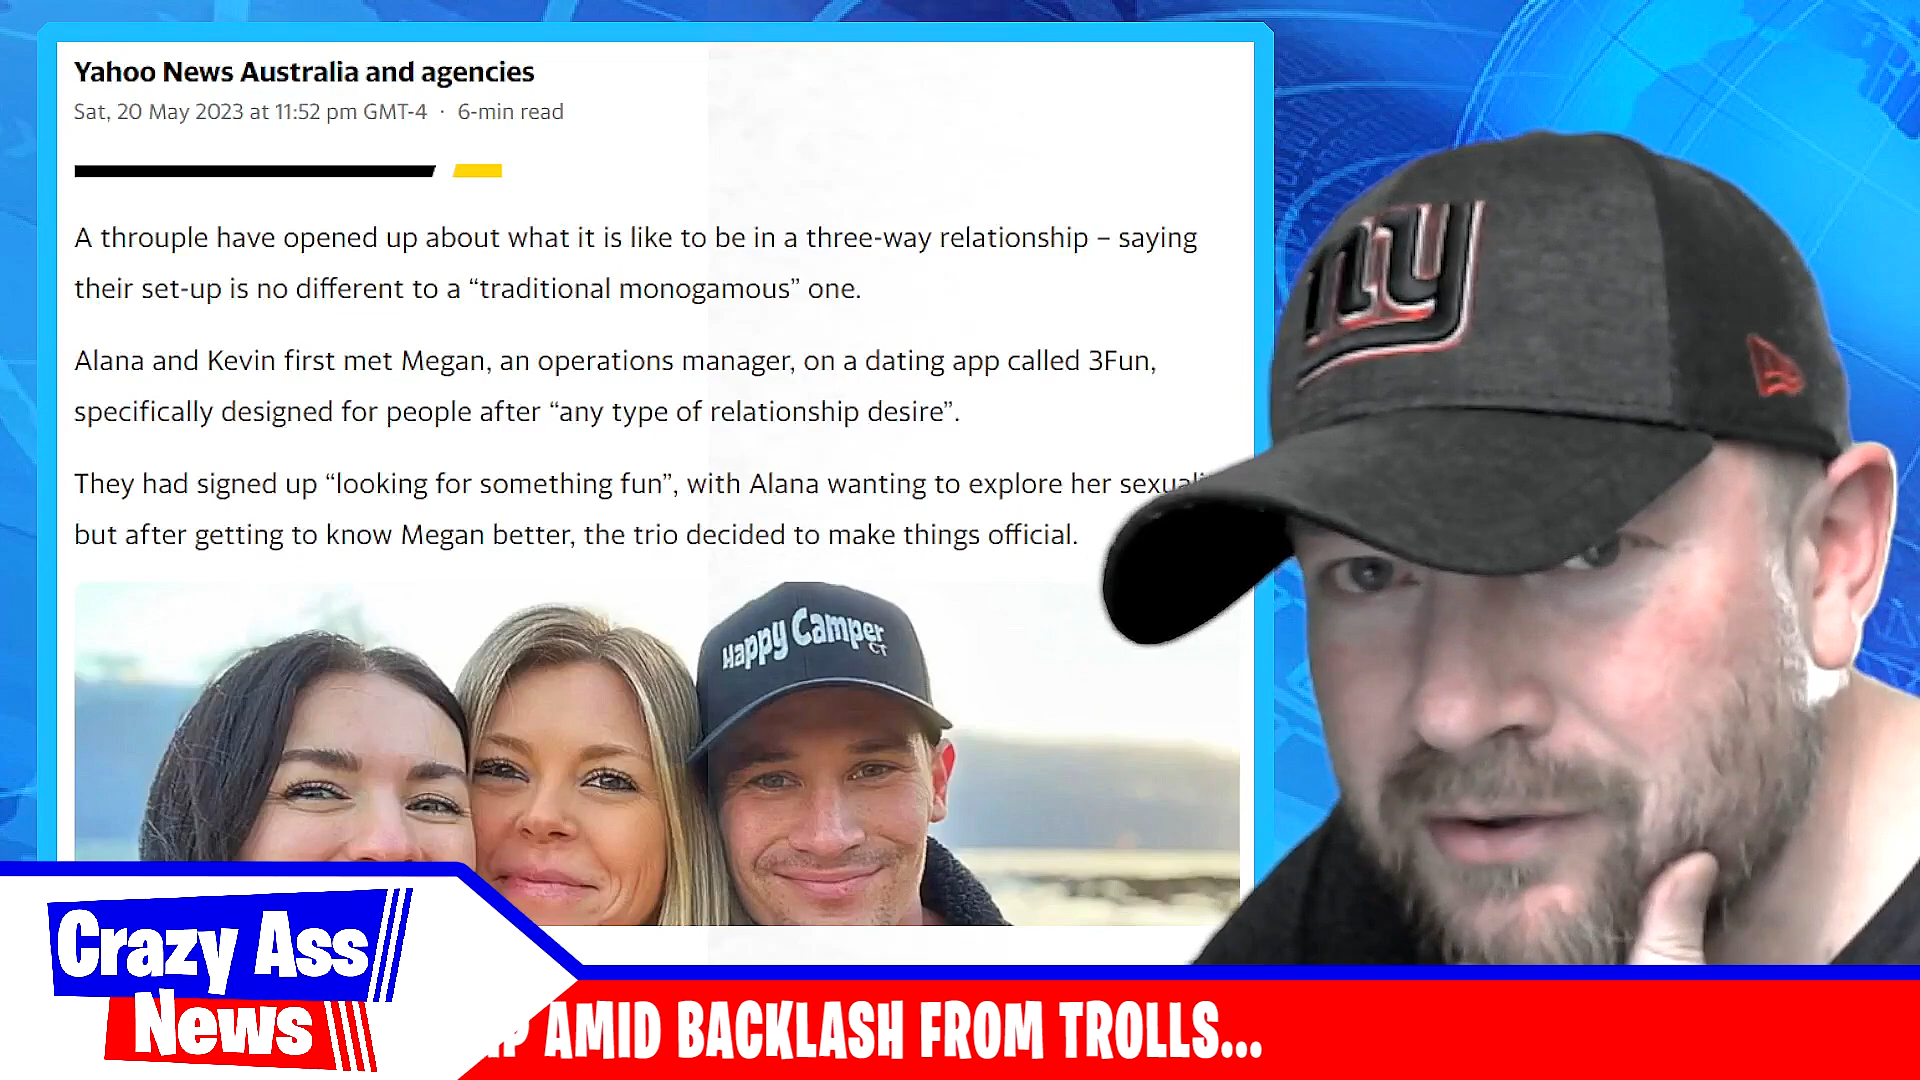 Yahoo News Australia and agencies
Sat, 20 May 2023 at 11:52 pm GMT-4 · 6-min read
A throuple have opened up about what it is like to be in a three-way relationship – saying
their set-up is no different to a “traditional monogamous” one.
Alana and Kevin first met Megan, an operations manager, on a dating app called 3Fun,
specifically designed for people after “any type of relationship desire”.
They had signed up “looking for something fun”, with Alana wanting to explore her
but after getting to know Megan better, the trio decided to make things official.
ny
Happy Camper
CT
Crazy Ass
News
AMID BACKLASH FROM TROLLS...